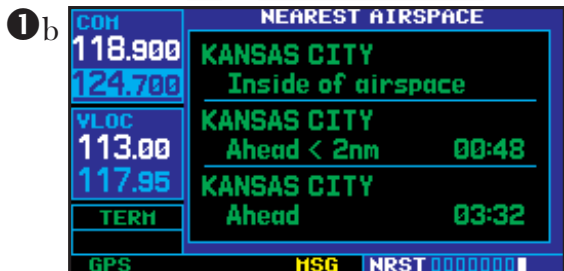 ❶b
COM
118.900
124.700
VLOC
113.00
117.95
TERM
GPS
NEAREST AIRSPACE
KANSAS CITY
Inside of airspace
KANSAS CITY
Ahead < 2nm 00:48
KANSAS CITY
Ahead 03:32
MSG
NRST